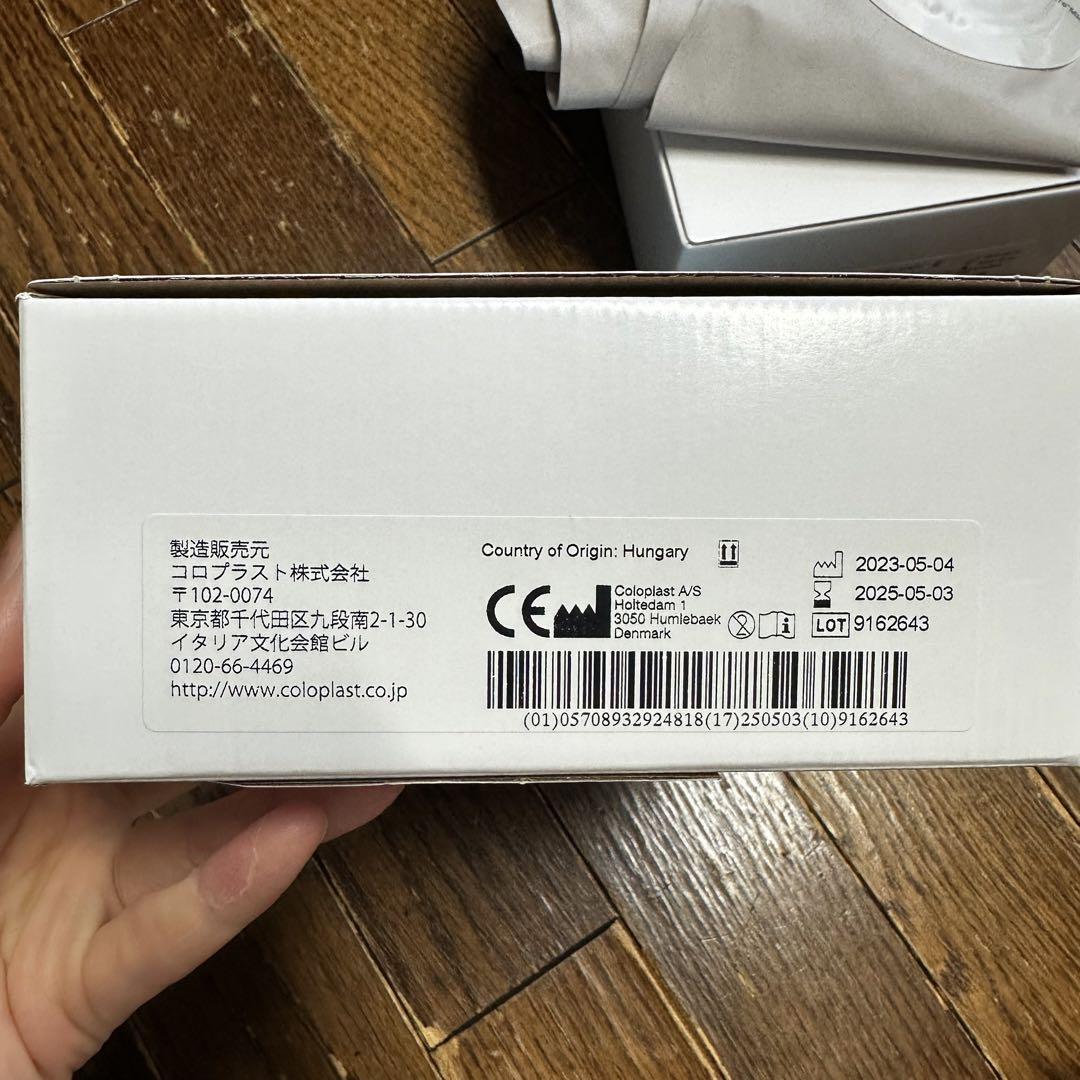 製造販売元
コロプラスト株式会社
〒102-0074
東京都千代田区九段南2-1-30
イタリア文化会館ビル
0120-66-4469
http://www.coloplast.co.jp
Country of Origin: Hungary
CE
Coloplast A/S
Holtedam 1
3050 Humlebaek
Denmark
2023-05-04
2025-05-03
LOT 9162643
(01)05708932924818(17)250503(10)9162643